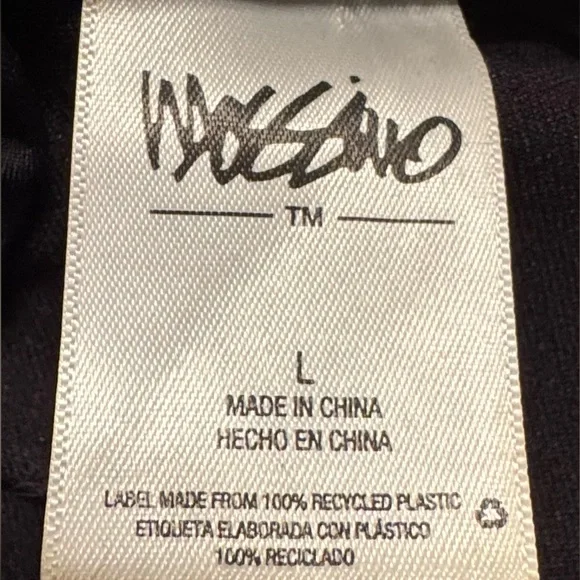 MOSSIMO
TM
L
MADE IN CHINA
HECHO EN CHINA
LABEL MADE FROM 100% RECYCLED PLASTIC
ETIQUETA ELABORADA CON PLÁSTICO
100% RECICLADO